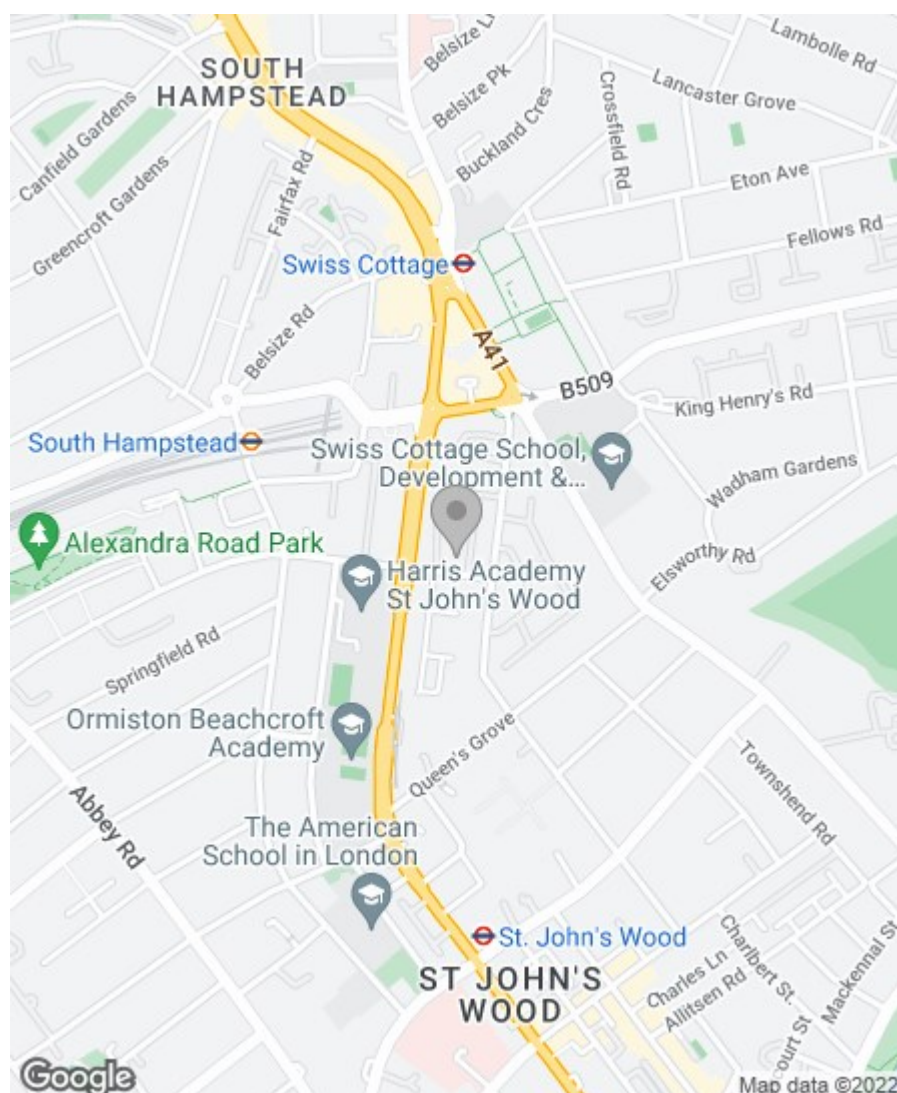 SOUTH
HAMPSTEAD
Belsize Ln
Lambolle Rd
Belsize Pk
Lancaster Grove
Crossfield Rd
Canfield Gardens
Buckland Cres
Fairfax Rd
Eton Ave
Greencroft Gardens
Fellows Rd
Swiss Cottage
Belsize Rd
A41
B509
King Henry's Rd
South Hampstead
Swiss Cottage School,
Development &...
Wadham Gardens
Alexandra Road Park
Harris Academy
St John's Wood
Elsworthy Rd
Springfield Rd
Ormiston Beachcroft
Academy
Queen's Grove
Townshend Rd
Abbey Rd
The American
School in London
St. John's Wood
ST JOHN'S
WOOD
Charles Ln
Allitsen Rd
Charlbert St.
Mackennal St
court St
Google
Map data ©2022